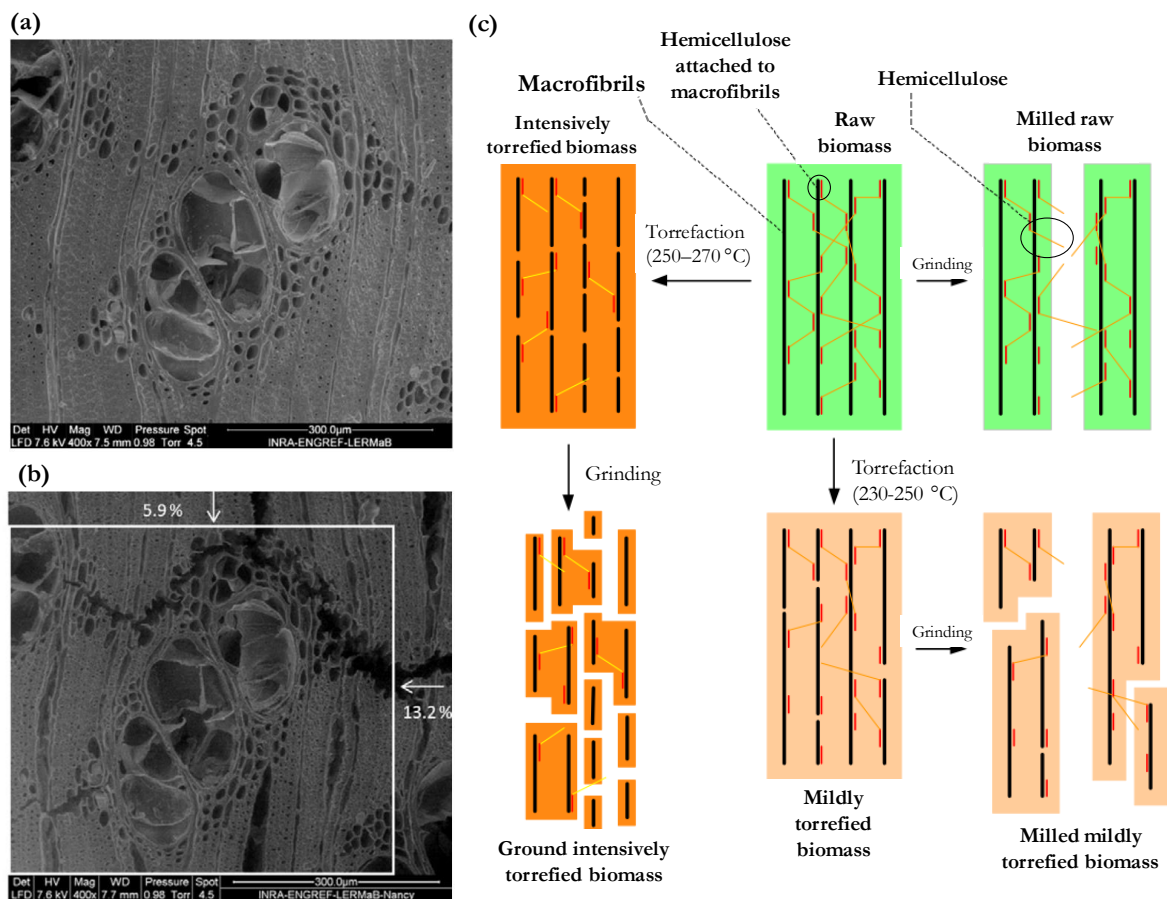 (a)
Det HV Mag WD Pressure Spot 300.0µm
LFD 7.6 kV 400x 7.5 mm 0.98 Torr 4.5 INRA-ENGREF-LERMaB
(b)
5.9 %
13.2 %
Det HV Mag WD Pressure Spot 300.0µm
LFD 7.6 kV 400x 7.7 mm 0.98 Torr 4.5 INRA-ENGREF-LERMaB-Nancy
(c)
Macrofibrils
Hemicellulose
attached to
macrofibrils
Hemicellulose
Intensively
torrefied biomass
Raw
biomass
Milled raw
biomass
Torrefaction
(250–270 °C)
Grinding
Grinding
Torrefaction
(230-250 °C)
Grinding
Ground intensively
torrefied biomass
Mildly
torrefied
biomass
Milled mildly
torrefied biomass